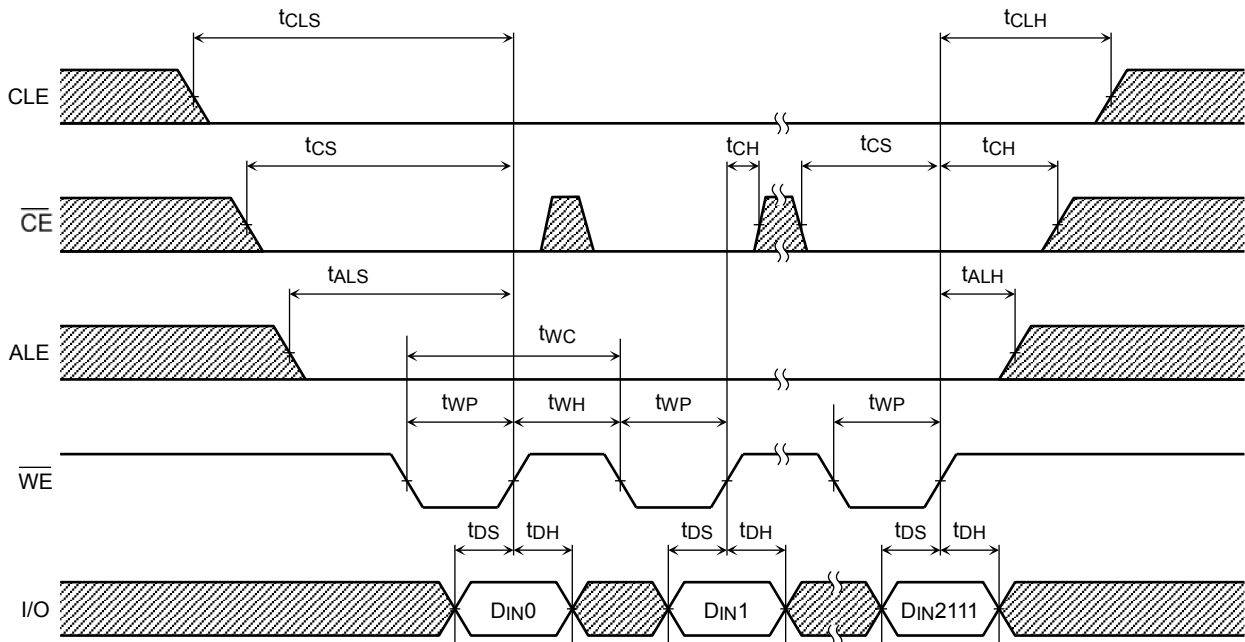 tCLS tCLH
CLE
tCS tCH tCS tCH
CE
tALS tALH
ALE
tWC
tWP tWH tWP tWP
WE
tDS tDH tDS tDH tDS tDH
I/O DIN0 DIN1 DIN2111